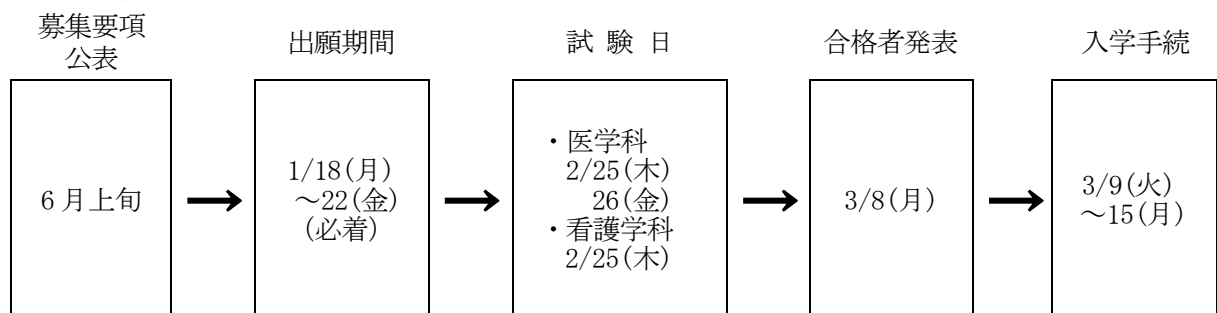 募集要項
公表
出願期間
試 験 日
合格者発表
入学手続
6 月上旬
1/18(月)
～22(金)
(必着)
・医学科
2/25(木)
26(金)
・看護学科
2/25(木)
3/8(月)
3/9(火)
～15(月)